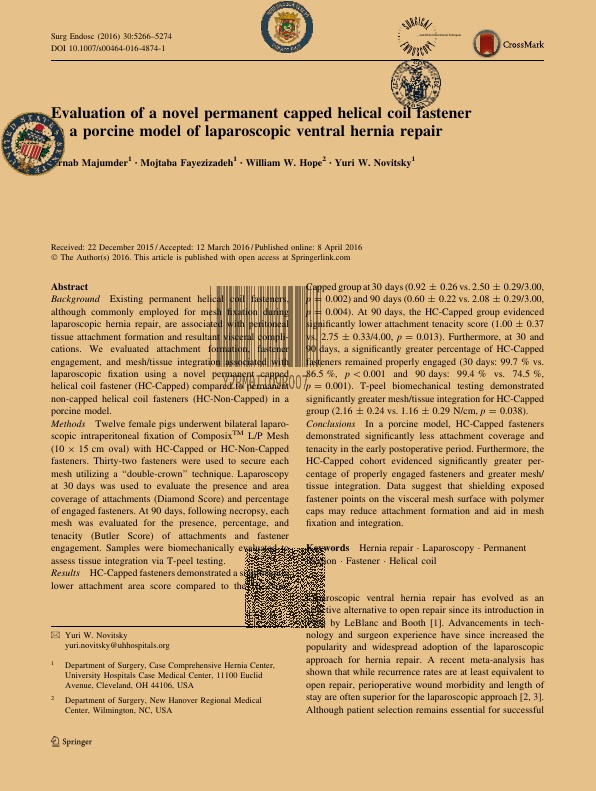 Surg Endosc (2016) 30:5266–5274
DOI 10.1007/s00464-016-4874-1
CrossMark
Evaluation of a novel permanent capped helical coil fastener
a porcine model of laparoscopic ventral hernia repair
Majumder1 · Mojtaba Fayezizadeh1 · William W. Hope2 · Yuri W. Novitsky1
Received: 22 December 2015 / Accepted: 12 March 2016 / Published online: 8 April 2016
© The Author(s) 2016. This article is published with open access at Springerlink.com
Abstract
Background Existing permanent helical coil fasteners,
although commonly employed for mesh fixation during
laparoscopic hernia repair, are associated with peritoneal
tissue attachment formation and resultant visceral compli-
cations. We evaluated attachment formation, fastener
engagement, and mesh/tissue integration associated with
laparoscopic fixation using a novel permanent capped
helical coil fastener (HC-Capped) compared to permanent
non-capped helical coil fasteners (HC-Non-Capped) in a
porcine model.
Methods Twelve female pigs underwent bilateral laparo-
scopic intraperitoneal fixation of Composix™ L/P Mesh
(10 × 15 cm oval) with HC-Capped or HC-Non-Capped
fasteners. Thirty-two fasteners were used to secure each
mesh utilizing a “double-crown” technique. Laparoscopy
at 30 days was used to evaluate the presence and area
coverage of attachments (Diamond Score) and percentage
of engaged fasteners. At 90 days, following necropsy, each
mesh was evaluated for the presence, percentage, and
tenacity (Butler Score) of attachments and fastener
engagement. Samples were biomechanically evaluated to
assess tissue integration via T-peel testing.
Results HC-Capped fasteners demonstrated a
lower attachment area score compared to the
Yuri W. Novitsky
yuri.novitsky@uhhospitals.org
1 Department of Surgery, Case Comprehensive Hernia Center,
University Hospitals Case Medical Center, 11100 Euclid
Avenue, Cleveland, OH 44106, USA
2 Department of Surgery, New Hanover Regional Medical
Center, Wilmington, NC, USA
Capped group at 30 days (0.92 ± 0.26 vs. 2.50 ± 0.29/3.00,
p = 0.002) and 90 days (0.60 ± 0.22 vs. 2.08 ± 0.29/3.00,
p = 0.004). At 90 days, the HC-Capped group evidenced
significantly lower attachment tenacity score (1.00 ± 0.37
vs. 2.75 ± 0.33/4.00, p = 0.013). Furthermore, at 30 and
90 days, a significantly greater percentage of HC-Capped
fasteners remained properly engaged (30 days: 99.7 % vs.
86.5 %, p < 0.001 and 90 days: 99.4 % vs. 74.5 %,
p = 0.001). T-peel biomechanical testing demonstrated
significantly greater mesh/tissue integration for HC-Capped
group (2.16 ± 0.24 vs. 1.16 ± 0.29 N/cm, p = 0.038).
Conclusions In a porcine model, HC-Capped fasteners
demonstrated significantly less attachment coverage and
tenacity in the early postoperative period. Furthermore, the
HC-Capped cohort evidenced significantly greater per-
centage of properly engaged fasteners and greater mesh/
tissue integration. Data suggest that shielding exposed
fastener points on the visceral mesh surface with polymer
caps may reduce attachment formation and aid in mesh
fixation and integration.
Keywords Hernia repair · Laparoscopy · Permanent
· Fastener · Helical coil
ventral hernia repair has evolved as an
alternative to open repair since its introduction in
by LeBlanc and Booth [1]. Advancements in tech-
nology and surgeon experience have since increased the
popularity and widespread adoption of the laparoscopic
approach for hernia repair. A recent meta-analysis has
shown that while recurrence rates are at least equivalent to
open repair, perioperative wound morbidity and length of
stay are often superior for the laparoscopic approach [2, 3].
Although patient selection remains essential for successful
Springer